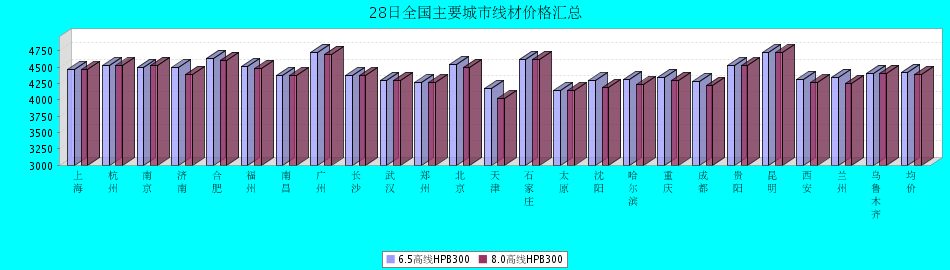 28日全国主要城市线材价格汇总
4750
4500
4250
4000
3750
3500
3250
3000
上海
杭州
南京
济南
合肥
福州
南昌
广州
长沙
武汉
郑州
北京
天津
石家庄
太原
沈阳
哈尔滨
重庆
成都
贵阳
昆明
西安
兰州
乌鲁木齐
均价
6.5高线HPB300 8.0高线HPB300